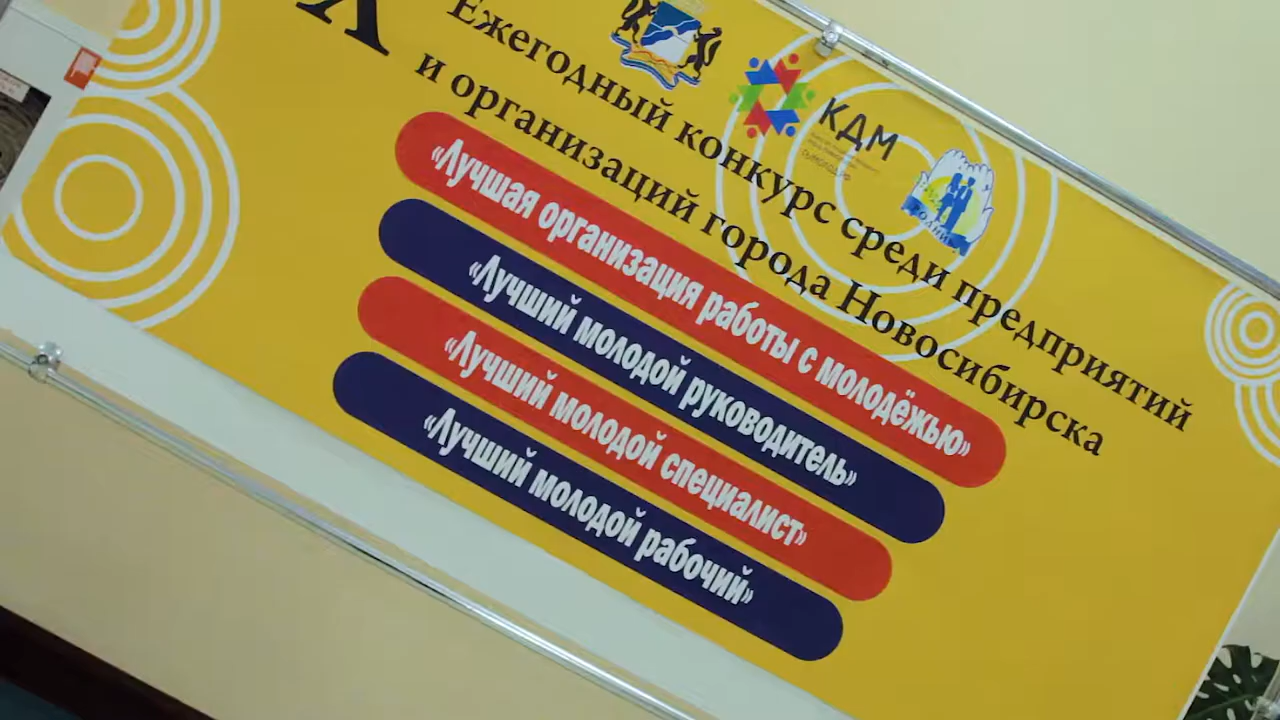 X
Ежегодный конкурс среди предприятий
и организаций города Новосибирска
КДМ
РОДНИК
«Лучшая организация работы с молодёжью»
«Лучший молодой руководитель»
«Лучший молодой специалист»
«Лучший молодой рабочий»